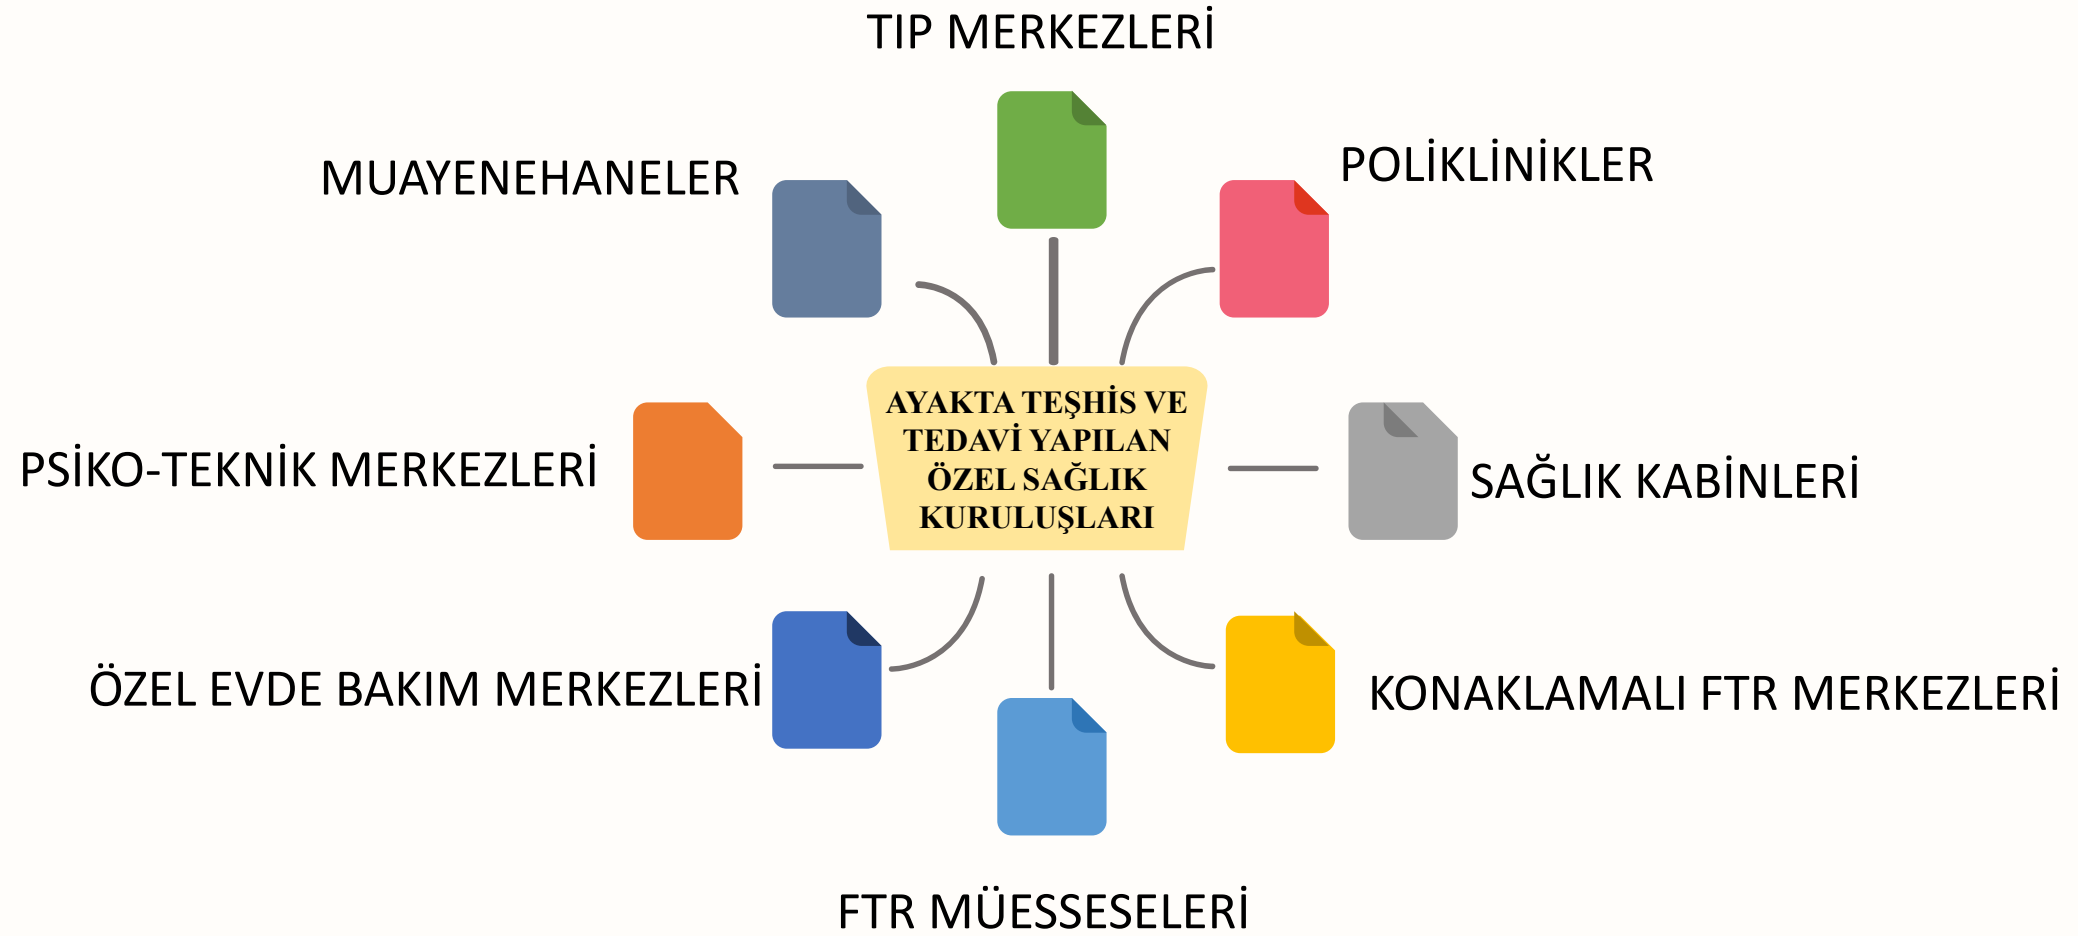 TIP MERKEZLERİ
MUAYENEHANELER
POLİKLİNİKLER
AYAKTA TEŞHİS VE
TEDAVİ YAPILAN
ÖZEL SAĞLIK
KURULUŞLARI
PSİKO-TEKNİK MERKEZLERİ
SAĞLIK KABİNLERİ
ÖZEL EVDE BAKIM MERKEZLERİ
KONAKLAMALI FTR MERKEZLERİ
FTR MÜESSESELERİ